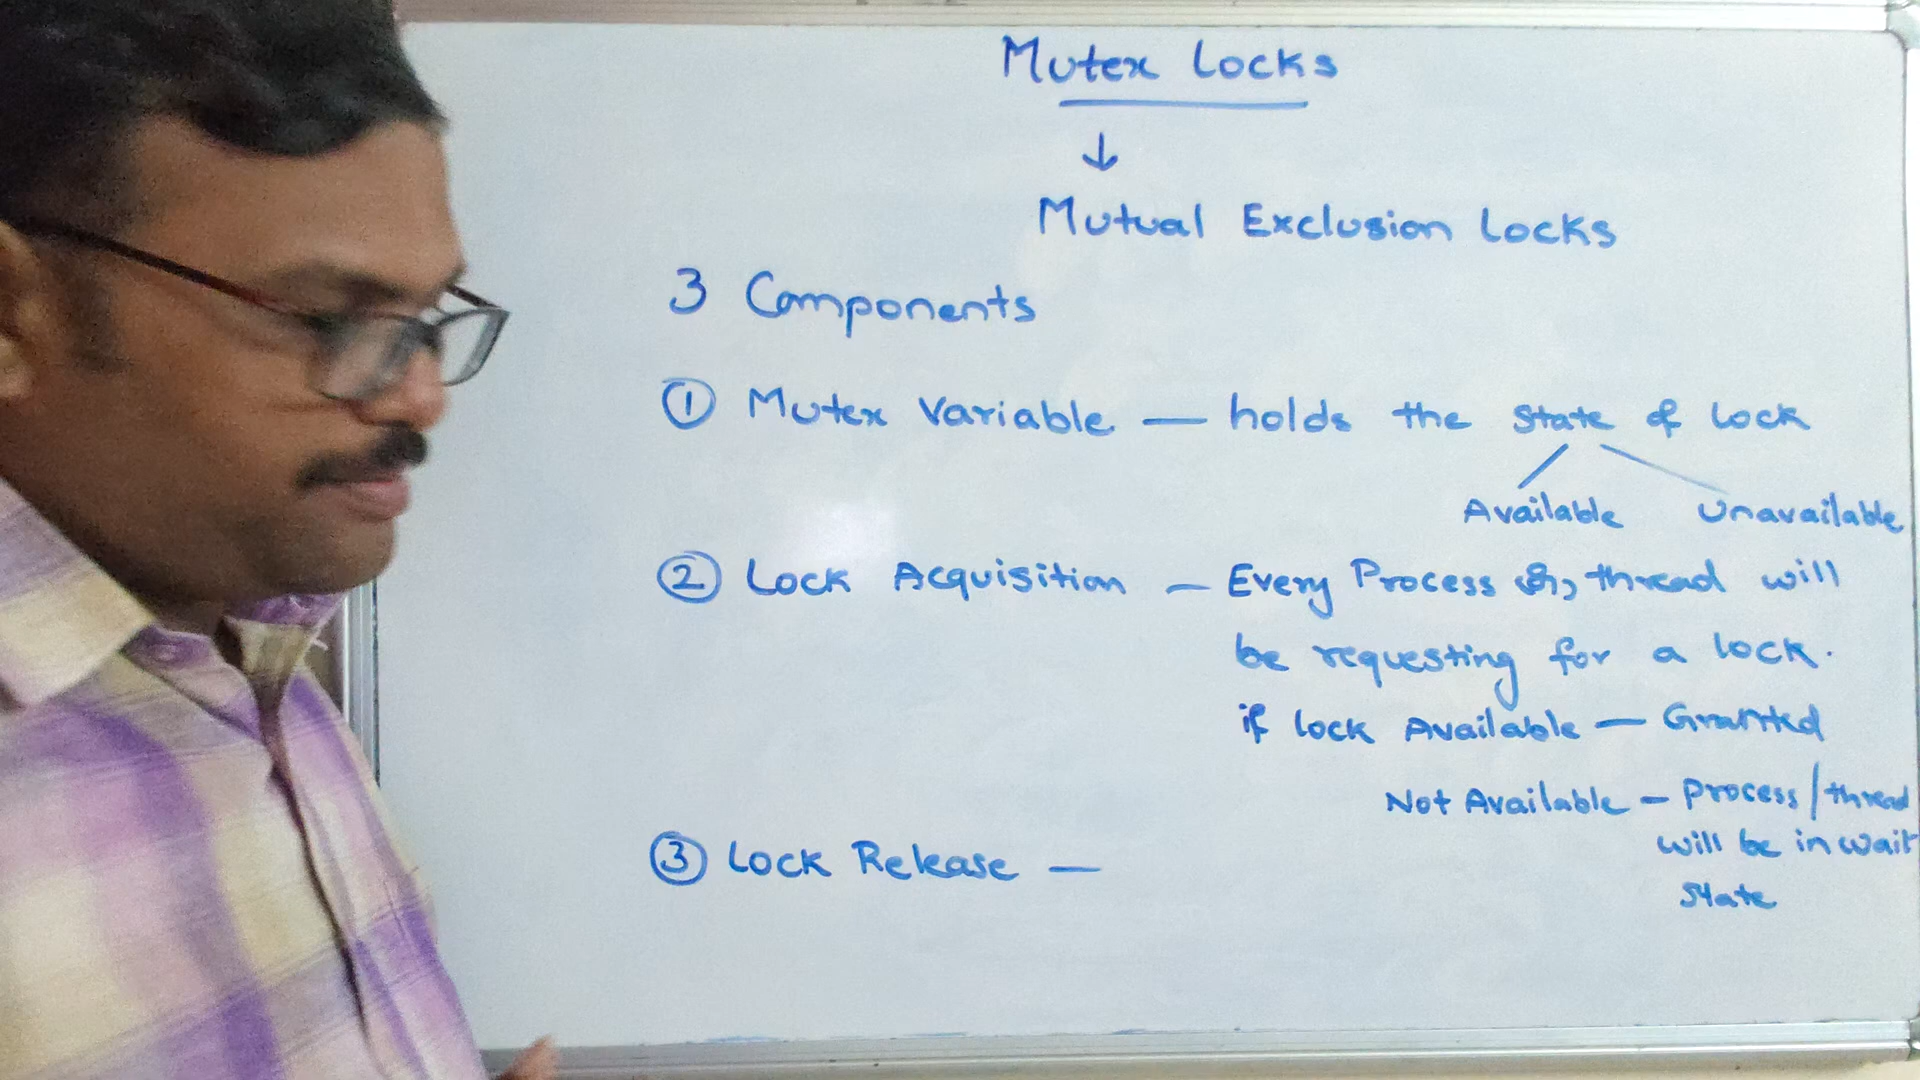 Mutex Locks
↓
Mutual Exclusion Locks
3 Components
① Mutex Variable — holds the State of Lock
Available Unavailable
② Lock Acquisition — Every Process (or) thread will
be requesting for a lock.
if lock Available — Granted
Not Available — Process/thread
will be in wait
state
③ Lock Release —